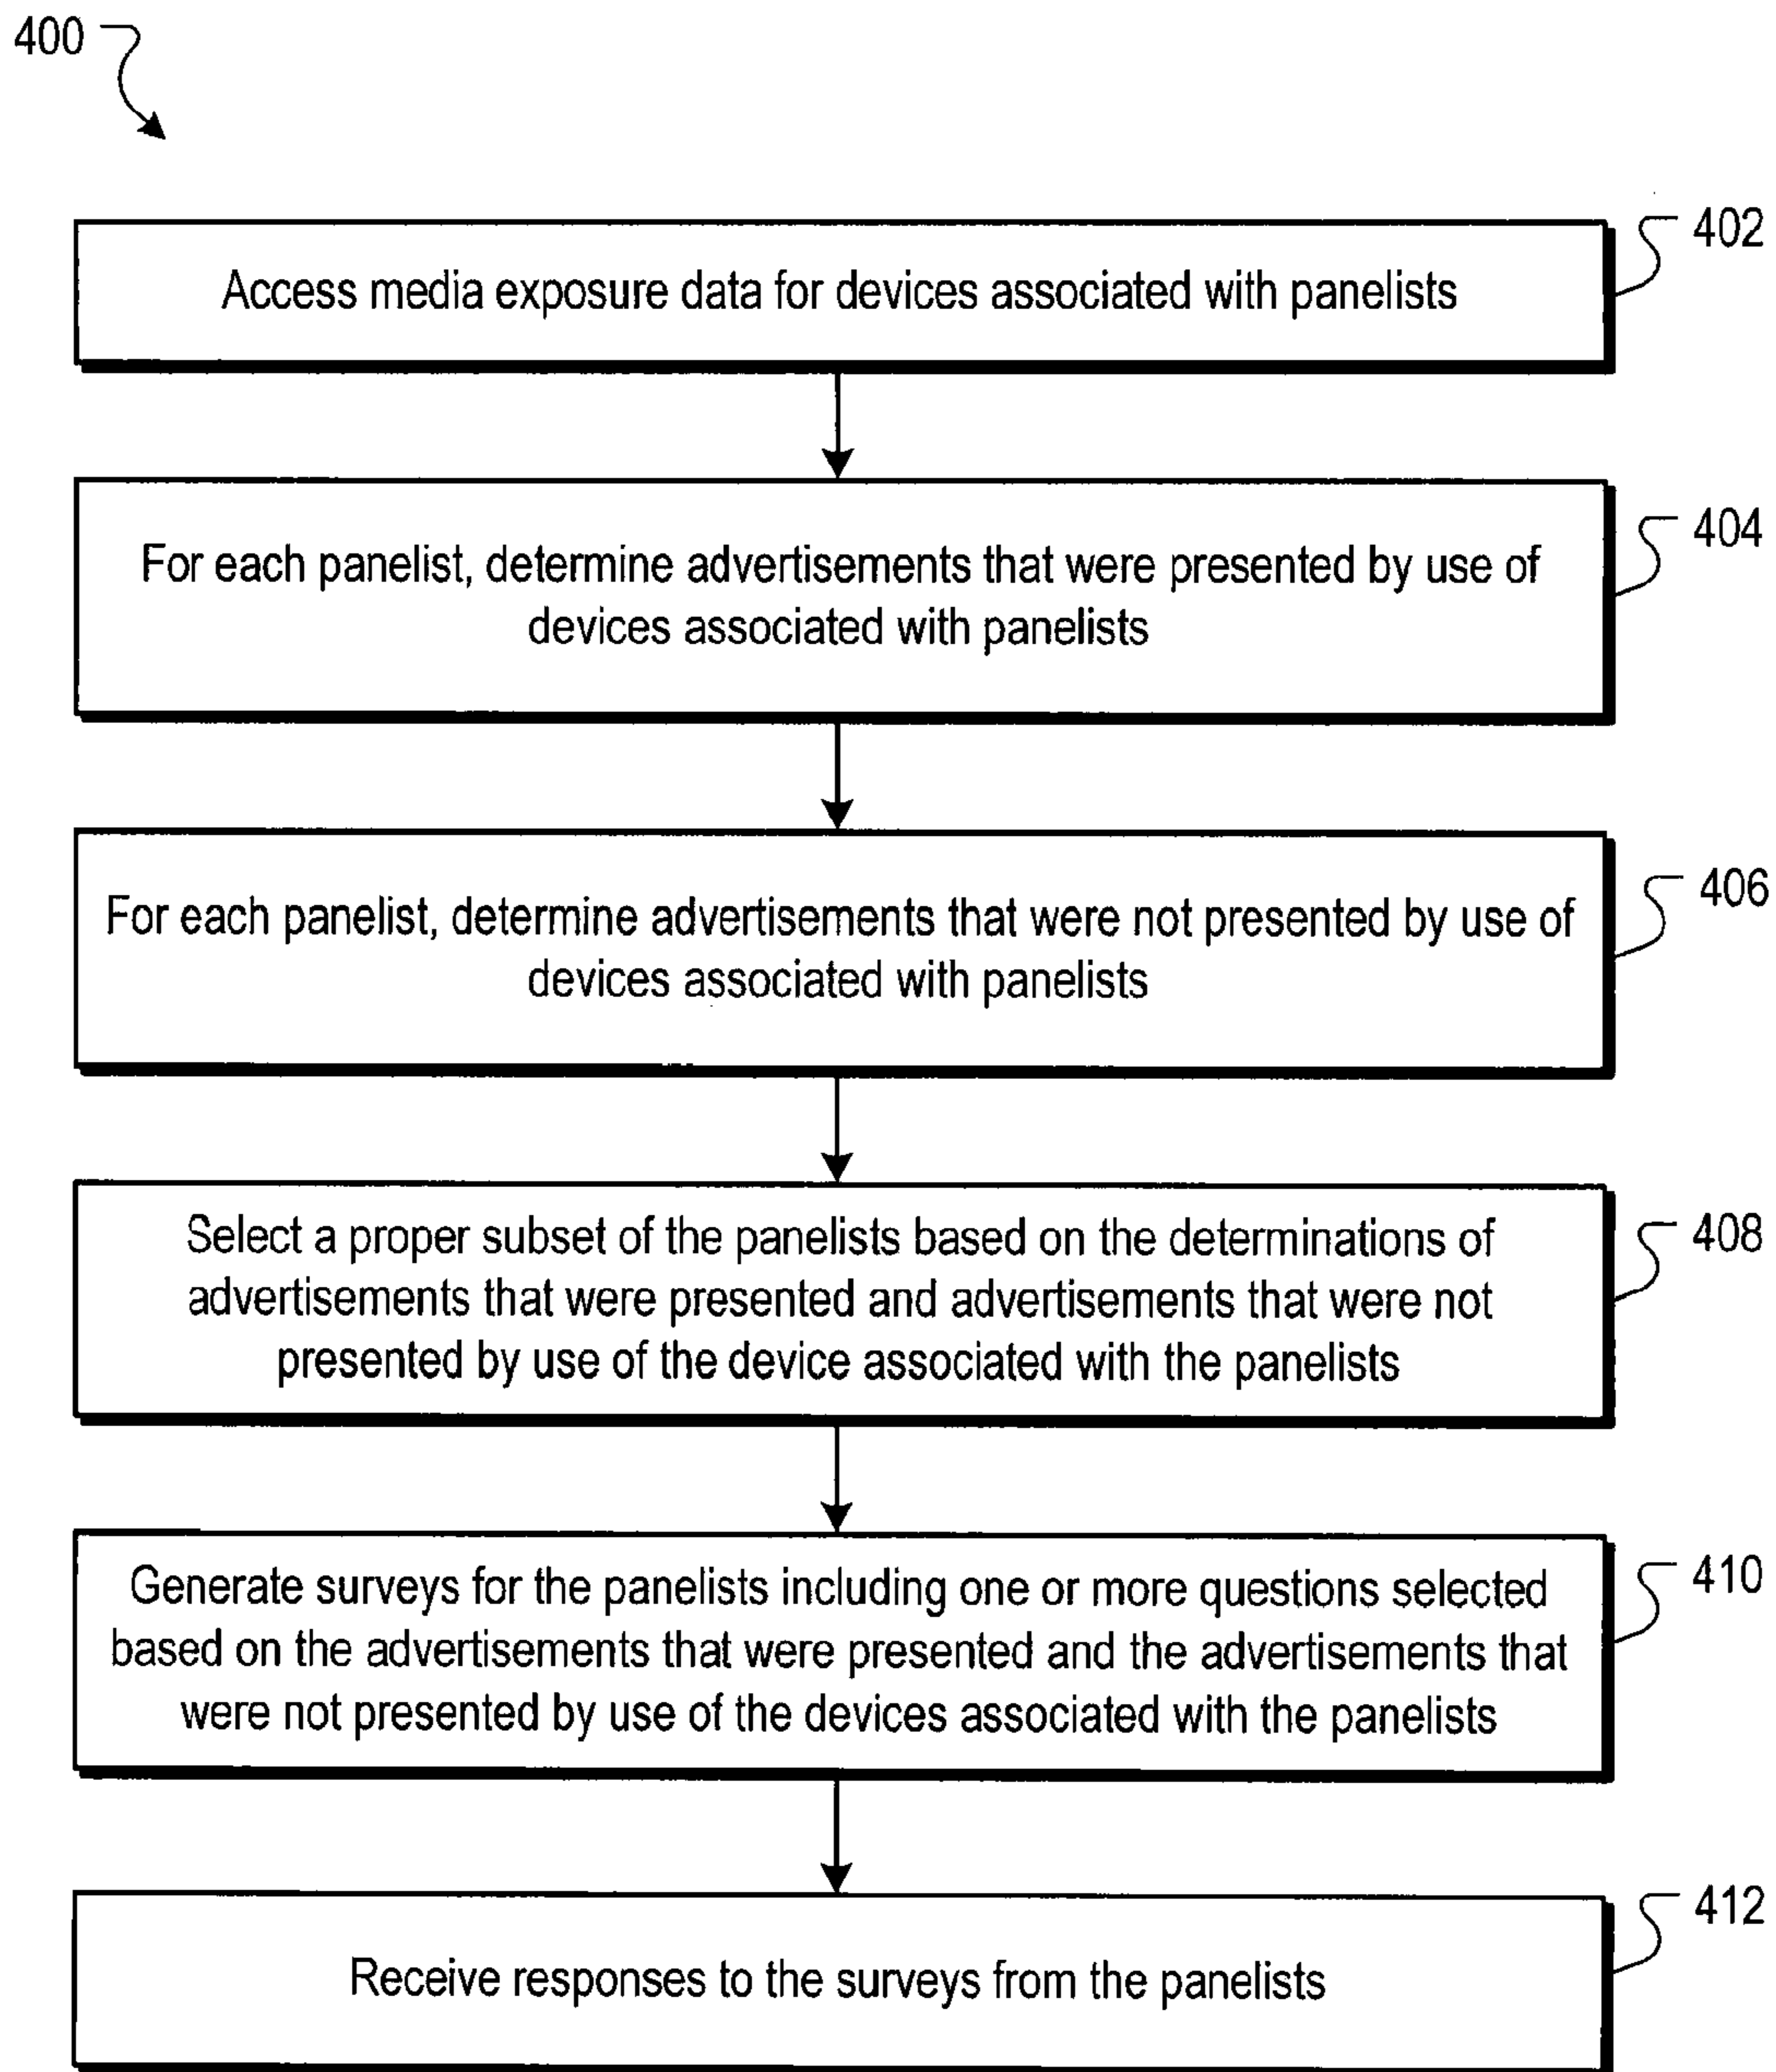 400
402
Access media exposure data for devices associated with panelists
404
For each panelist, determine advertisements that were presented by use of
devices associated with panelists
406
For each panelist, determine advertisements that were not presented by use of
devices associated with panelists
408
Select a proper subset of the panelists based on the determinations of
advertisements that were presented and advertisements that were not
presented by use of the device associated with the panelists
410
Generate surveys for the panelists including one or more questions selected
based on the advertisements that were presented and the advertisements that
were not presented by use of the devices associated with the panelists
412
Receive responses to the surveys from the panelists